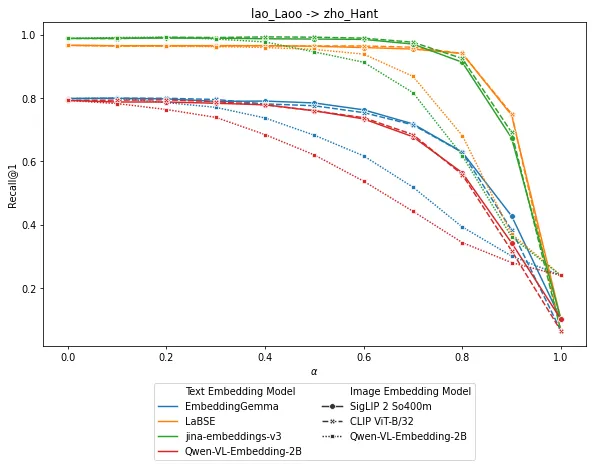 lao_Laoo -> zho_Hant
Recall@1
1.0
0.8
0.6
0.4
0.2
0.0 0.2 0.4 0.6 0.8 1.0
α
Text Embedding Model Image Embedding Model
EmbeddingGemma SigLIP 2 So400m
LaBSE CLIP ViT-B/32
jina-embeddings-v3 Qwen-VL-Embedding-2B
Qwen-VL-Embedding-2B